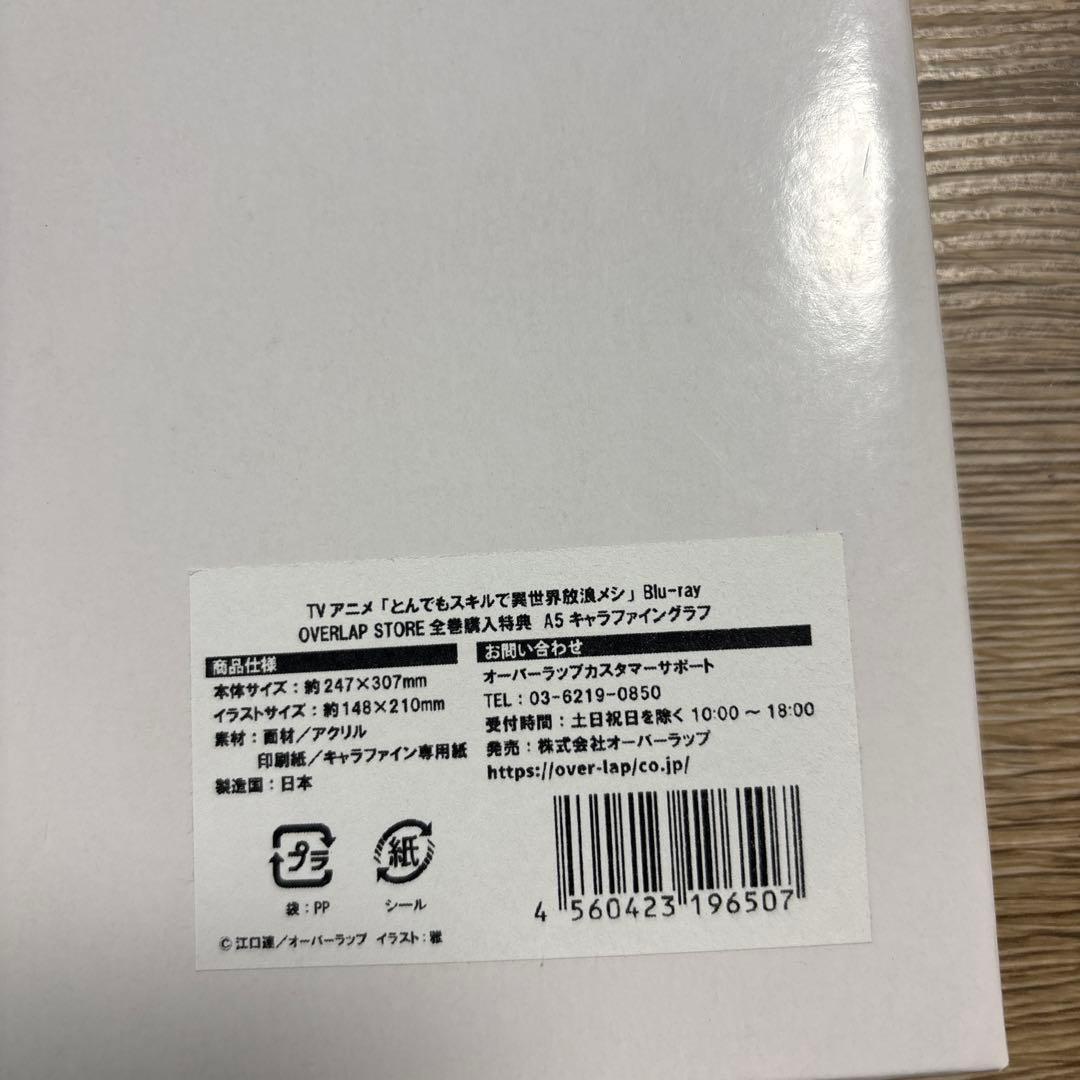 TVアニメ「とんでもスキルで異世界放浪メシ」Blu-ray
OVERLAP STORE全巻購入特典 A5キャラファイングラフ
商品仕様
本体サイズ：約247×307mm
イラストサイズ：約148×210mm
素材：面材／アクリル
印刷紙／キャラファイン専用紙
製造国：日本
お問い合わせ
オーバーラップカスタマーサポート
TEL：03-6219-0850
受付時間：土日祝日を除く 10:00～18:00
発売：株式会社オーバーラップ
https://over-lap/co.jp/
プラ
袋：PP
紙
シール
4 560423 196507
©江口連／オーバーラップ イラスト：雅